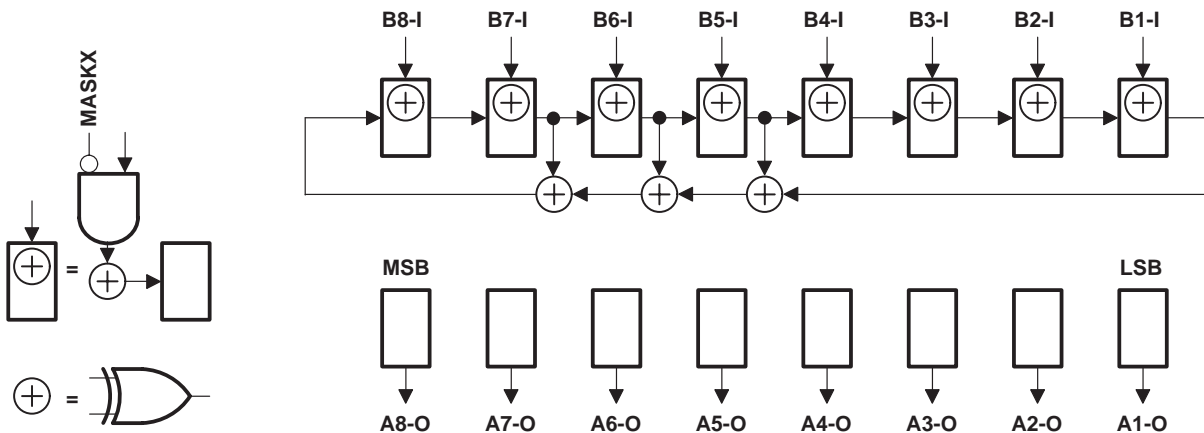 B8-I B7-I B6-I B5-I B4-I B3-I B2-I B1-I
MASKX
=
MSB LSB
=
A8-O A7-O A6-O A5-O A4-O A3-O A2-O A1-O